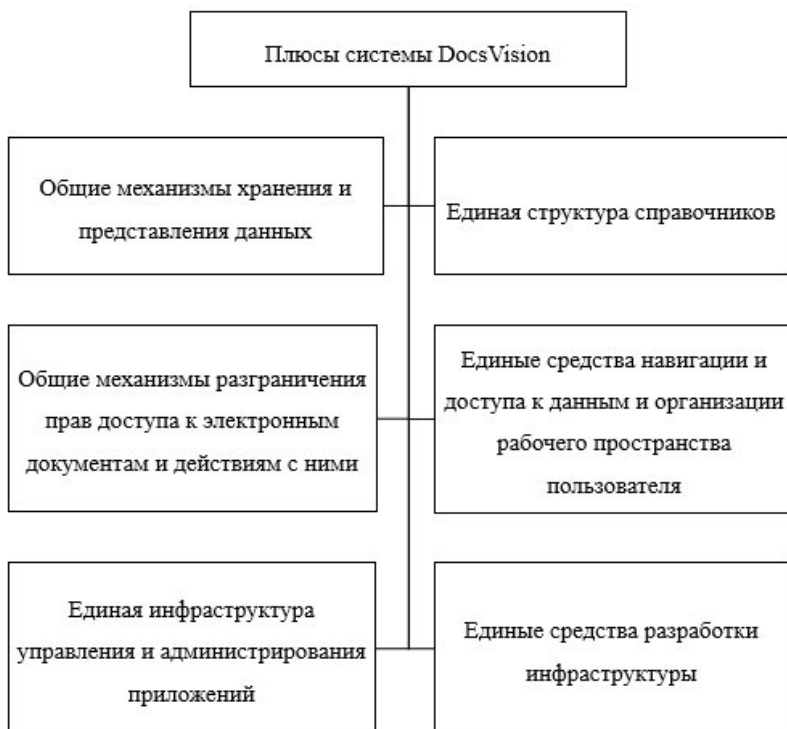 Плюсы системы DocsVision
Общие механизмы хранения и
представления данных
Единая структура справочников
Общие механизмы разграничения
прав доступа к электронным
документам и действиям с ними
Единые средства навигации и
доступа к данным и организации
рабочего пространства
пользователя
Единая инфраструктура
управления и администрирования
приложений
Единые средства разработки
инфраструктуры